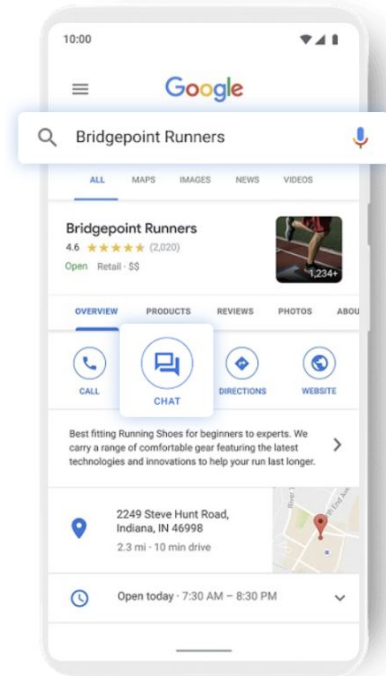 10:00
Google
Bridgepoint Runners
ALL MAPS IMAGES NEWS VIDEOS
Bridgepoint Runners
4.6 ★★★★★ (2,020)
Open Retail · $$
1,234+
OVERVIEW PRODUCTS REVIEWS PHOTOS ABOU
CALL CHAT DIRECTIONS WEBSITE
Best fitting Running Shoes for beginners to experts. We
carry a range of comfortable gear featuring the latest
technologies and innovations to help your run last longer.
2249 Steve Hunt Road,
Indiana, IN 46998
2.3 mi · 10 min drive
Open today · 7:30 AM – 8:30 PM